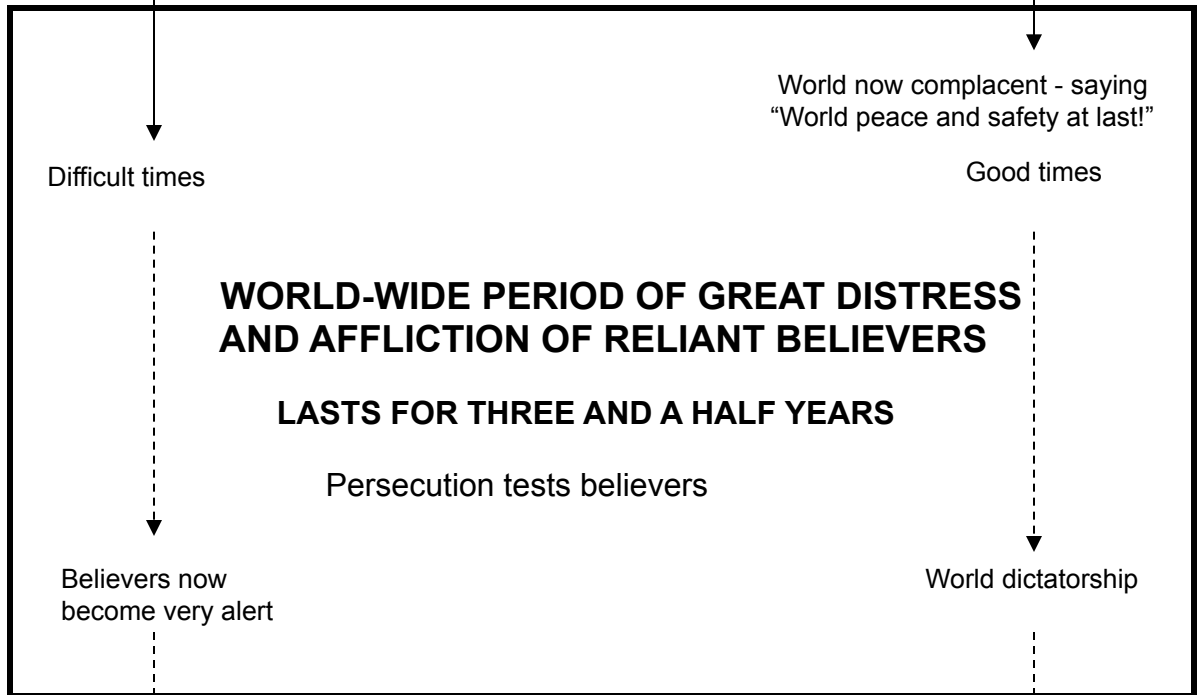 World now complacent - saying
“World peace and safety at last!”
Difficult times
Good times
WORLD-WIDE PERIOD OF GREAT DISTRESS
AND AFFLICTION OF RELIANT BELIEVERS
LASTS FOR THREE AND A HALF YEARS
Persecution tests believers
Believers now
become very alert
World dictatorship